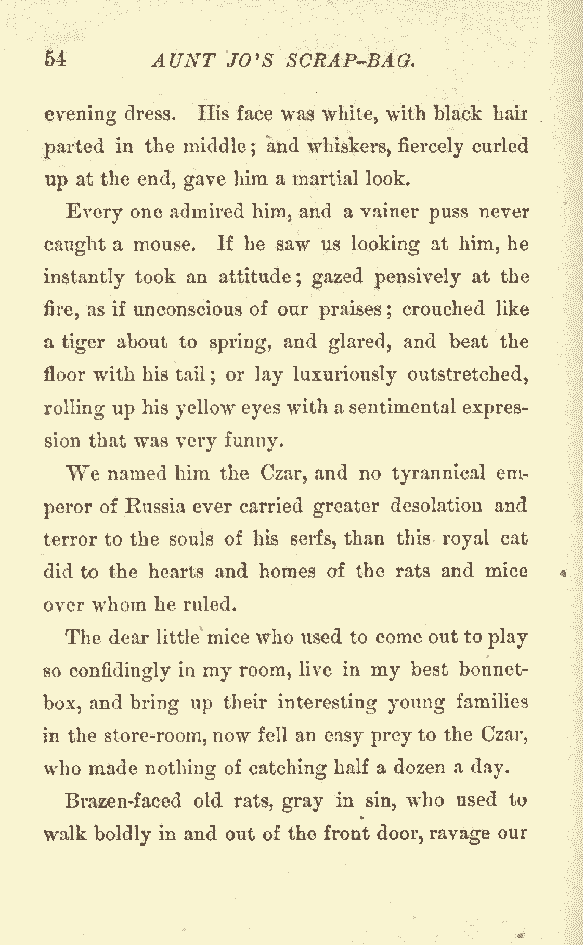 54 AUNT JO'S SCRAP-BAG.
evening dress. His face was white, with black hair
parted in the middle; and whiskers, fiercely curled
up at the end, gave him a martial look.
Every one admired him, and a vainer puss never
caught a mouse. If he saw us looking at him, he
instantly took an attitude; gazed pensively at the
fire, as if unconscious of our praises; crouched like
a tiger about to spring, and glared, and beat the
floor with his tail; or lay luxuriously outstretched,
rolling up his yellow eyes with a sentimental expres-
sion that was very funny.
We named him the Czar, and no tyrannical em-
peror of Russia ever carried greater desolation and
terror to the souls of his serfs, than this royal cat
did to the hearts and homes of the rats and mice
over whom he ruled.
The dear little mice who used to come out to play
so confidingly in my room, live in my best bonnet-
box, and bring up their interesting young families
in the store-room, now fell an easy prey to the Czar,
who made nothing of catching half a dozen a day.
Brazen-faced old rats, gray in sin, who used to
walk boldly in and out of the front door, ravage our